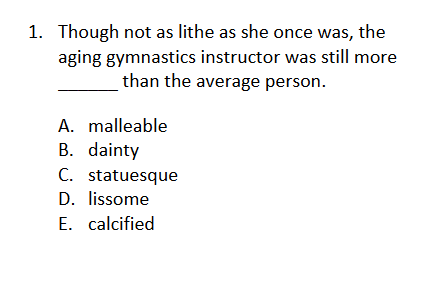 1. Though not as lithe as she once was, the
aging gymnastics instructor was still more
______ than the average person.
A. malleable
B. dainty
C. statuesque
D. lissome
E. calcified